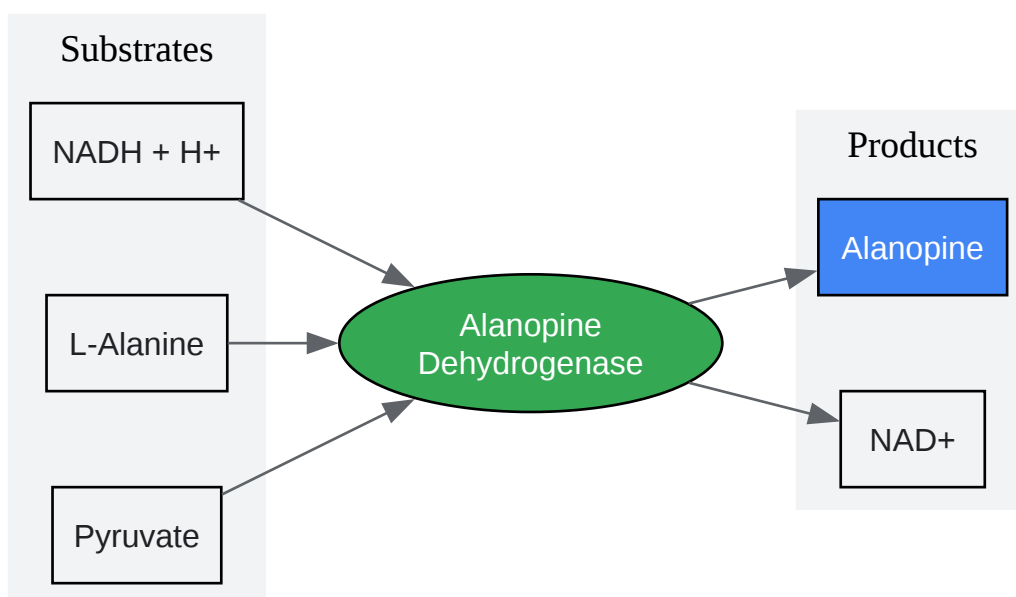 Substrates
NADH + H+
L-Alanine
Pyruvate
Alanopine
Dehydrogenase
Products
Alanopine
NAD+